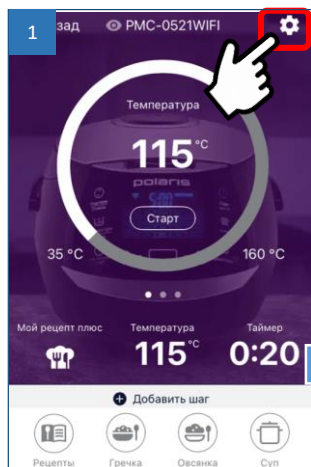 1
зад
PMC-0521WIFI
Температура
115°C
polaris
Старт
35 °C
160 °C
Мой рецепт плюс
Температура
Таймер
115°C
0:20
Добавить шаг
Рецепты
Гречка
Овсянка
Суп